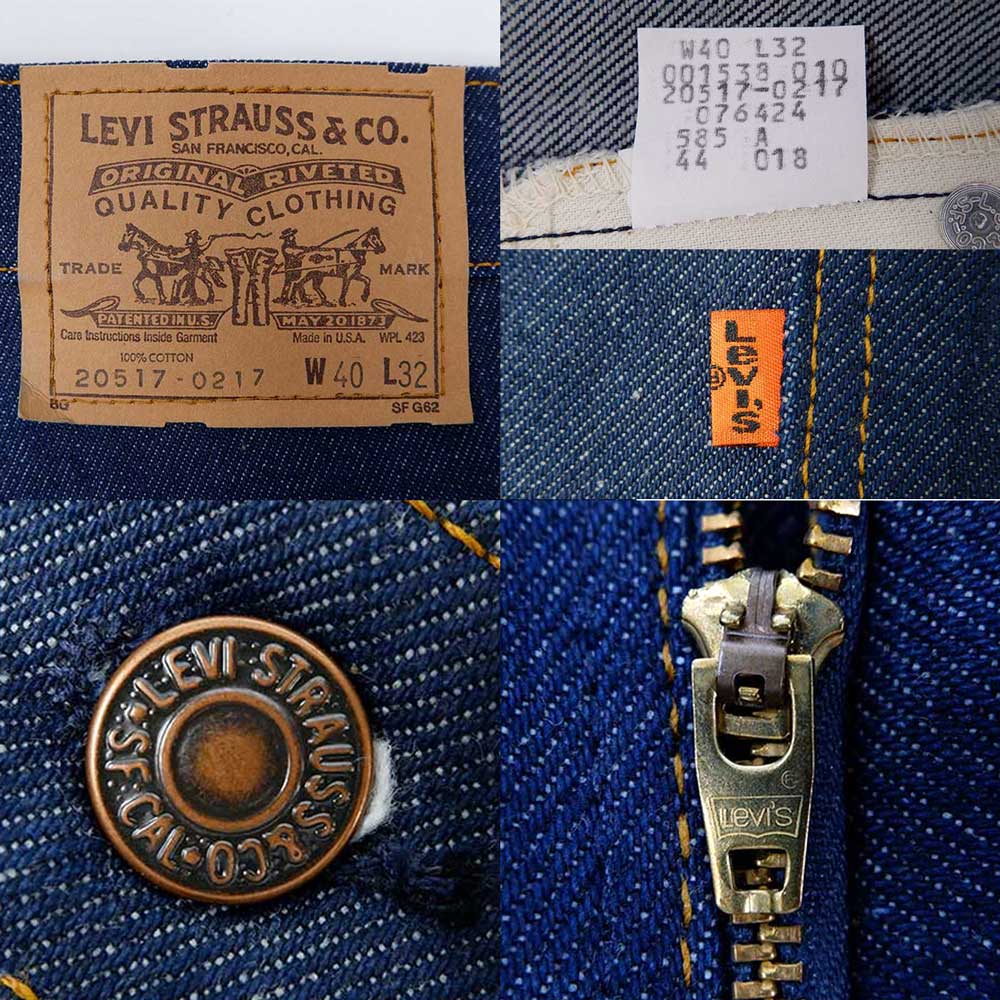 LEVI STRAUSS & CO.
SAN FRANCISCO, CAL.
ORIGINAL RIVETED
QUALITY CLOTHING
TRADE MARK
PATENTED IN U.S. MAY 20 1873
Care Instructions Inside Garment Made in U.S.A. WPL 423
100% COTTON
20517-0217 W 40 L 32
BG SF G62
W40 L32
001538 010
20517-0217
076424
585 A
44 018
Levi's
®
LEVI STRAUSS & CO. S.F. CAL.
®
Levi's